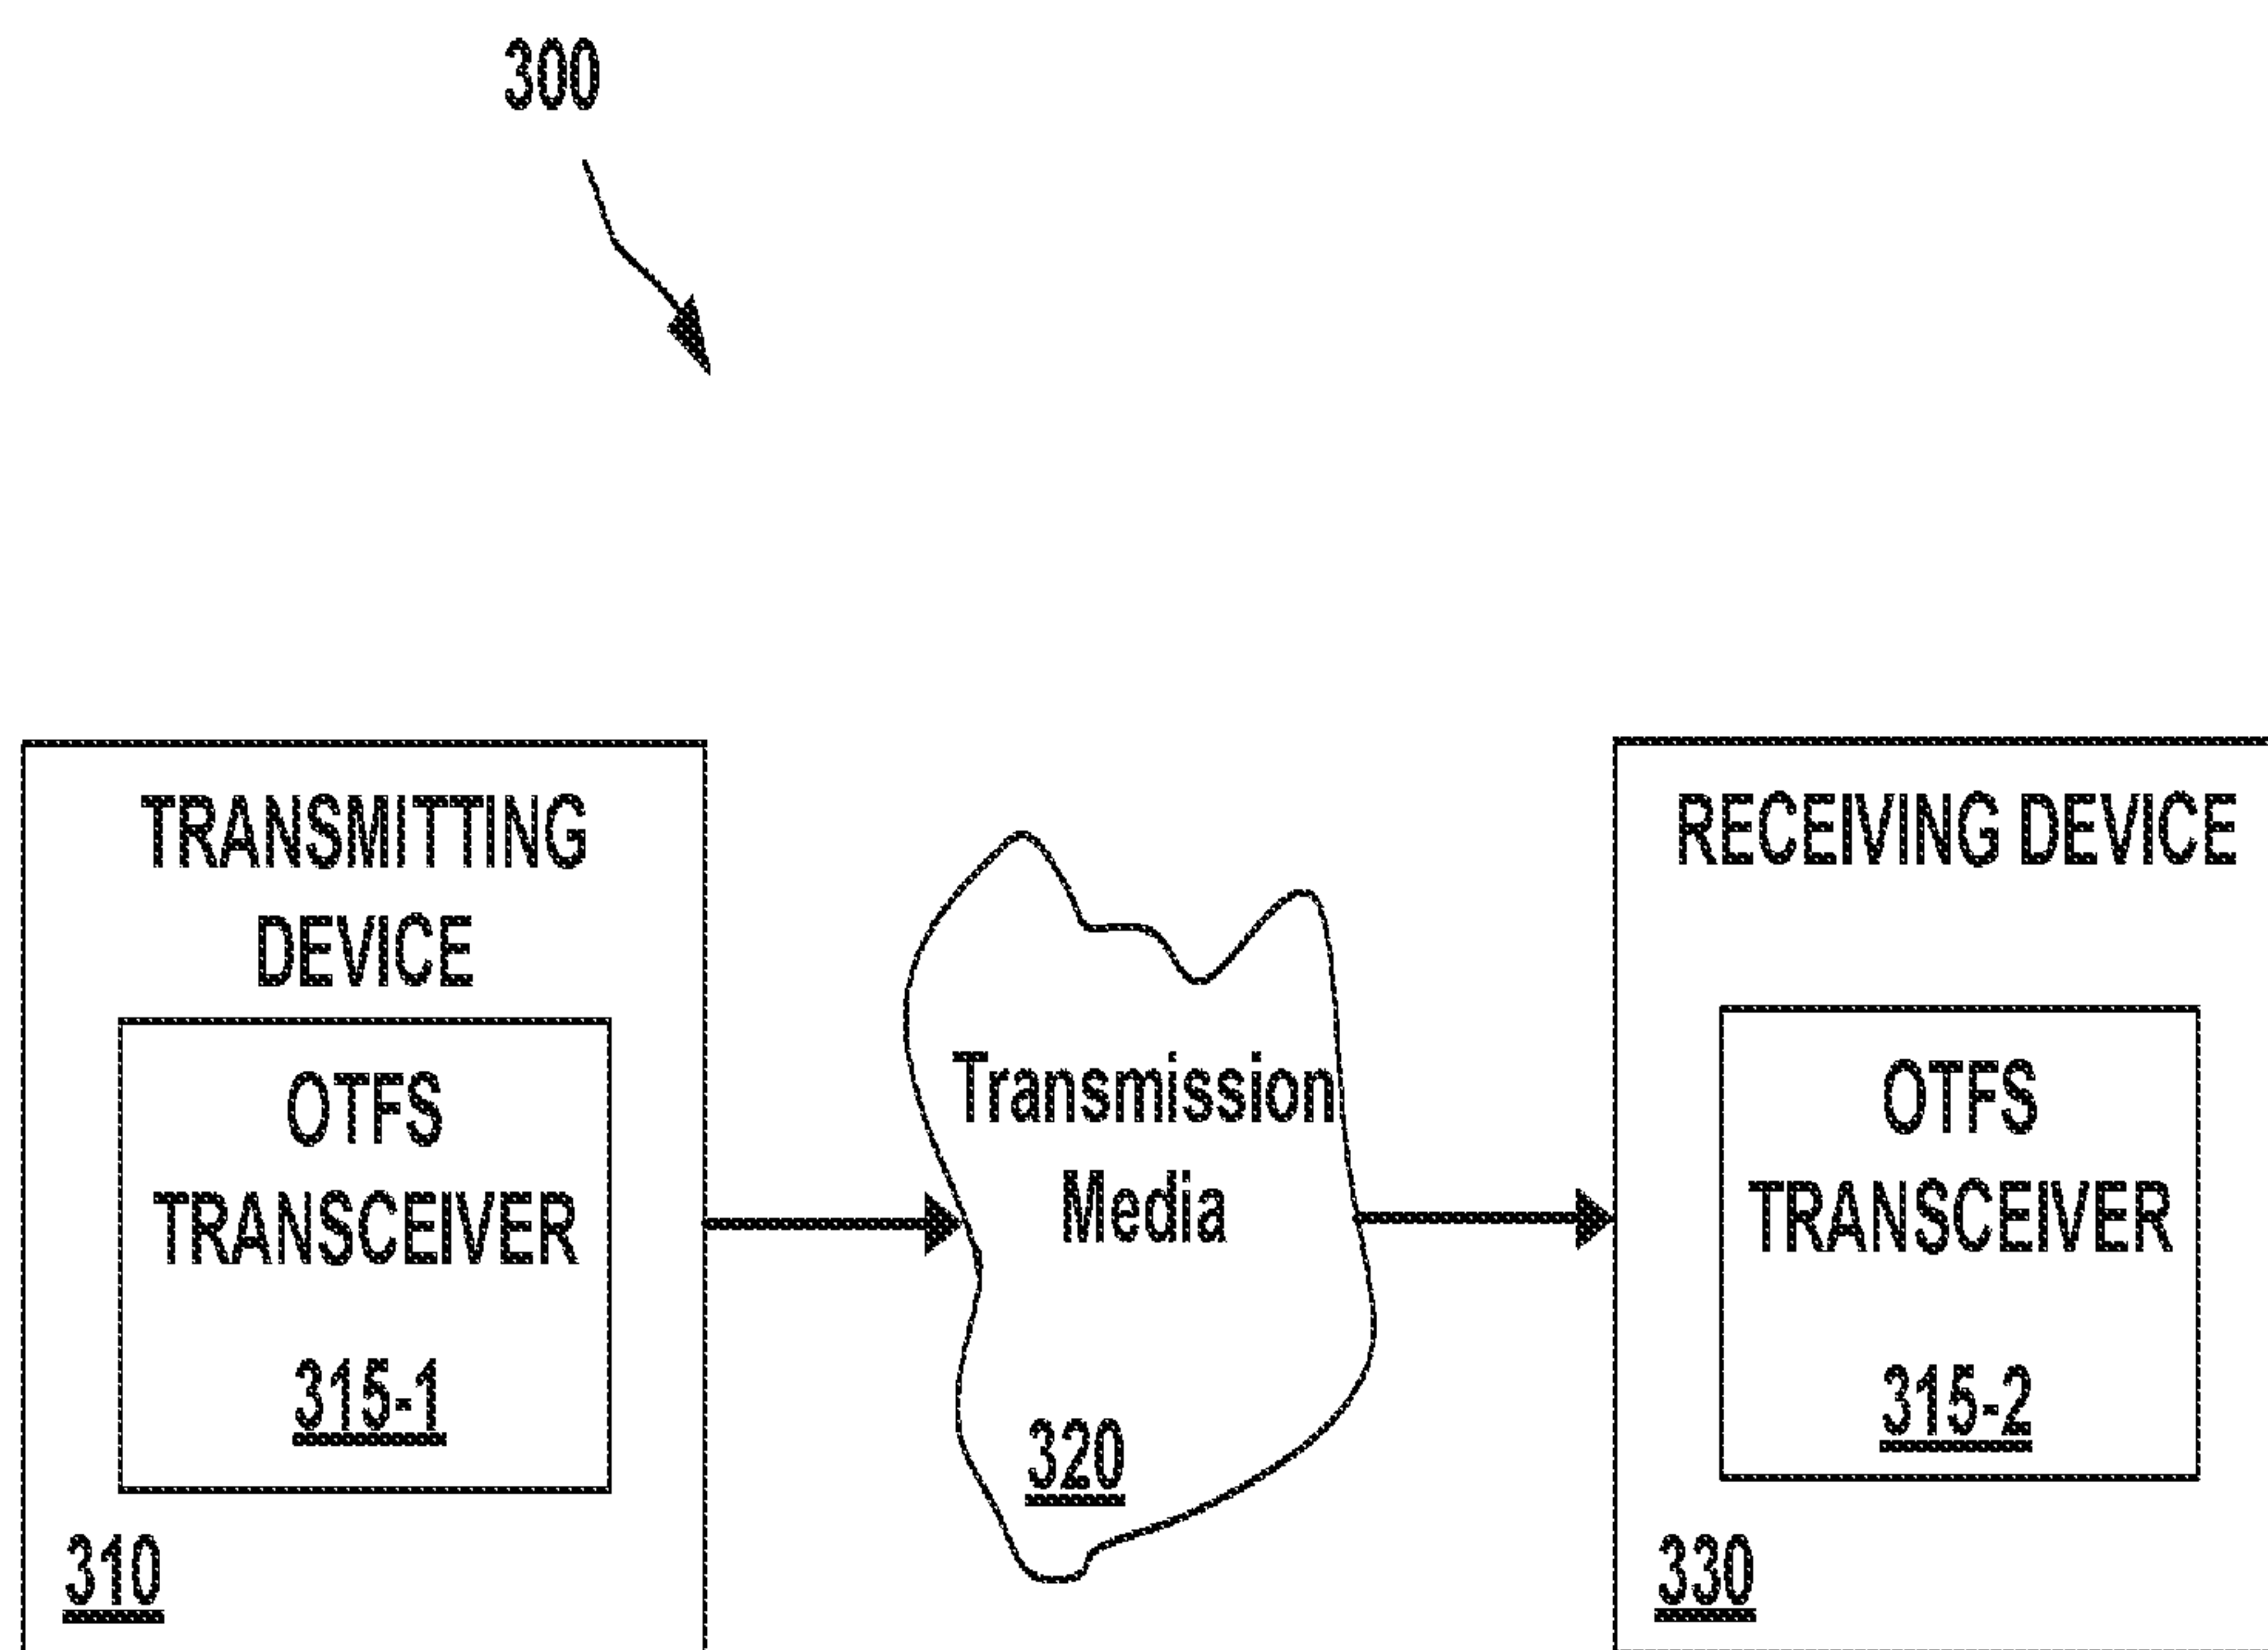 300
TRANSMITTING
DEVICE
OTFS
TRANSCEIVER
315-1
310
Transmission
Media
320
RECEIVING DEVICE
OTFS
TRANSCEIVER
315-2
330